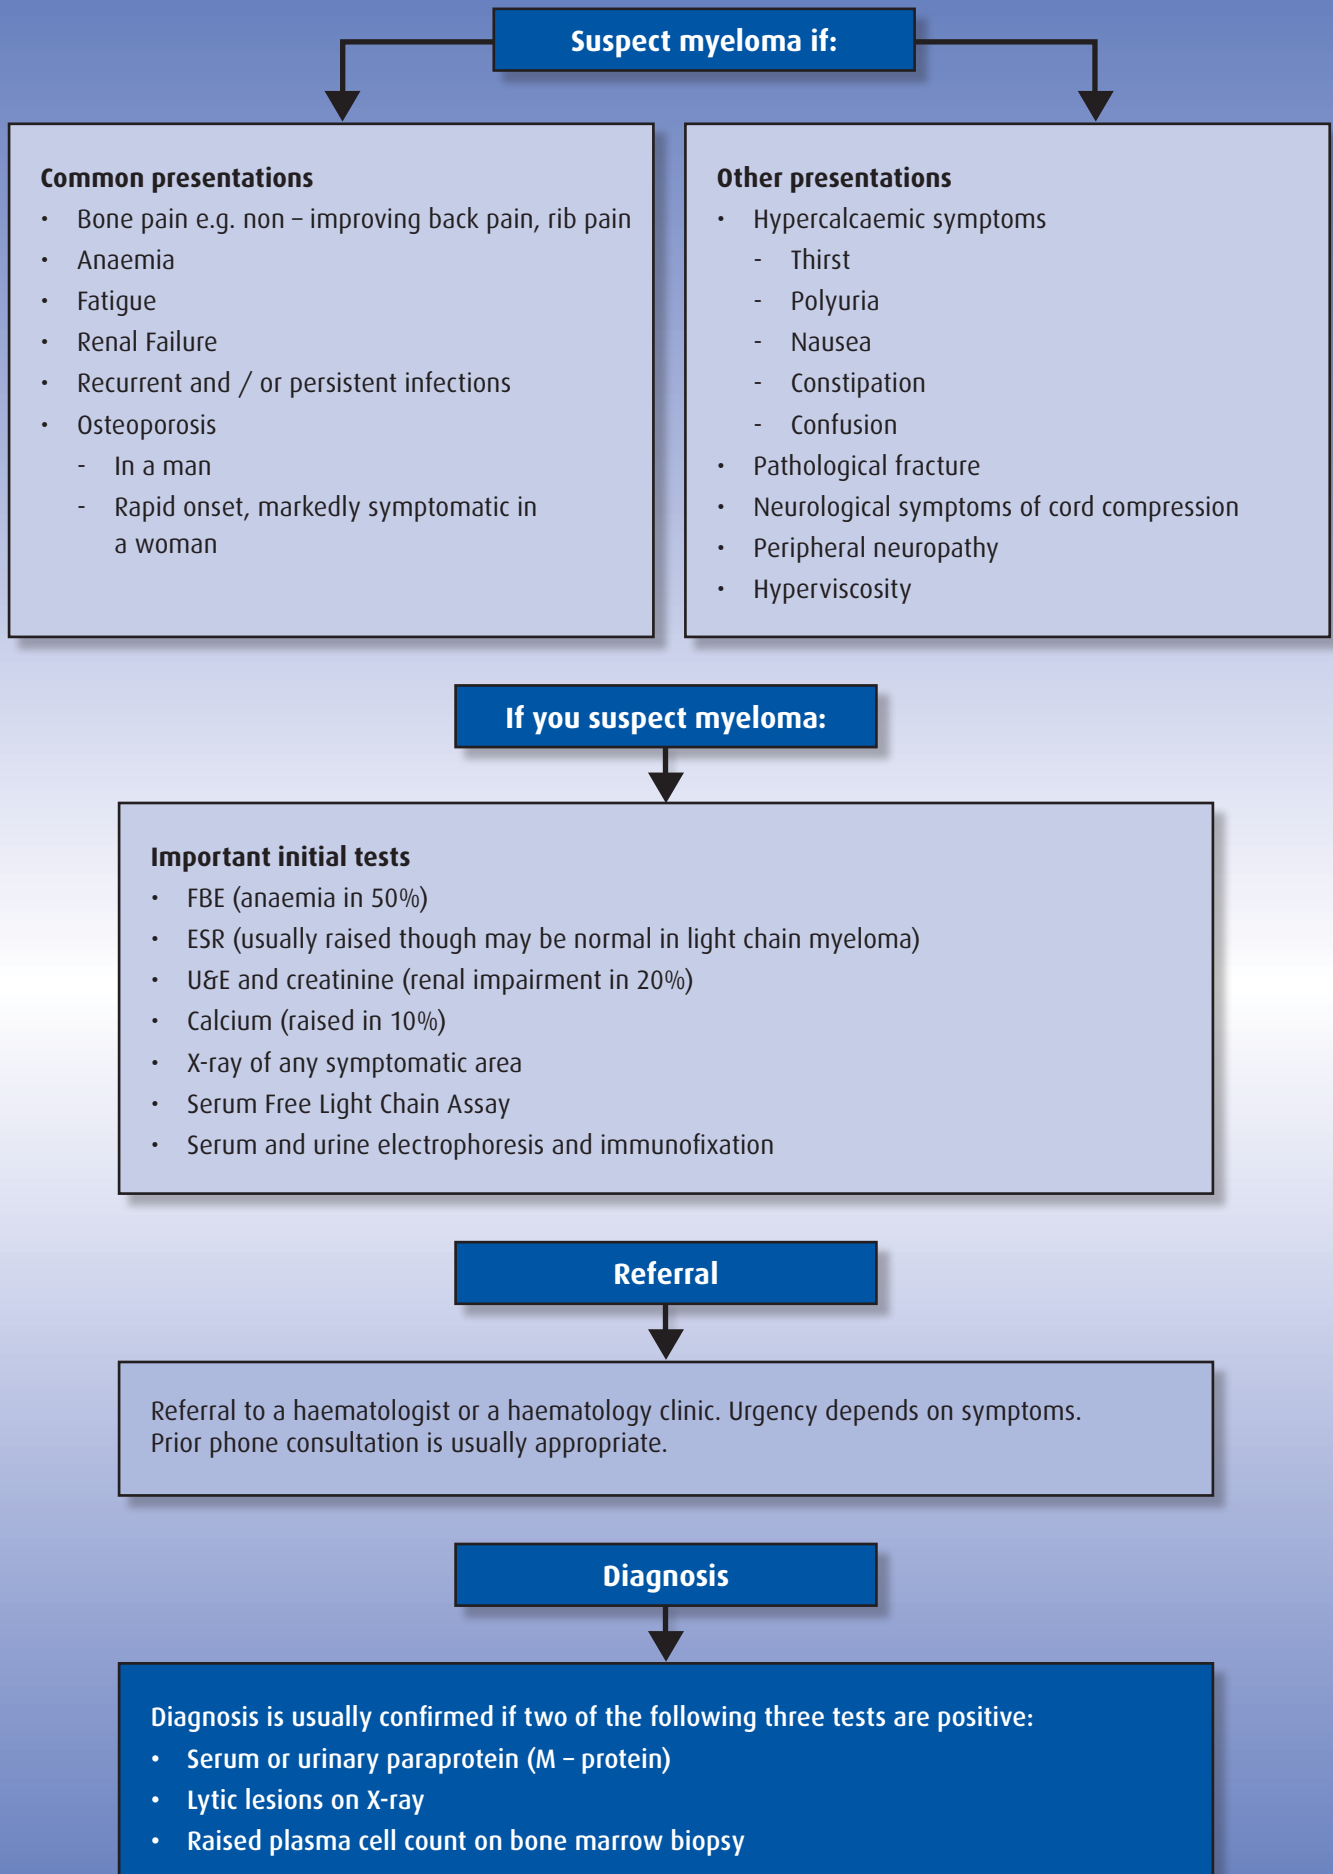 Suspect myeloma if:
Common presentations
• Bone pain e.g. non – improving back pain, rib pain
• Anaemia
• Fatigue
• Renal Failure
• Recurrent and / or persistent infections
• Osteoporosis
- In a man
- Rapid onset, markedly symptomatic in
a woman
Other presentations
• Hypercalcaemic symptoms
- Thirst
- Polyuria
- Nausea
- Constipation
- Confusion
• Pathological fracture
• Neurological symptoms of cord compression
• Peripheral neuropathy
• Hyperviscosity
If you suspect myeloma:
Important initial tests
• FBE (anaemia in 50%)
• ESR (usually raised though may be normal in light chain myeloma)
• U&E and creatinine (renal impairment in 20%)
• Calcium (raised in 10%)
• X-ray of any symptomatic area
• Serum Free Light Chain Assay
• Serum and urine electrophoresis and immunofixation
Referral
Referral to a haematologist or a haematology clinic. Urgency depends on symptoms.
Prior phone consultation is usually appropriate.
Diagnosis
Diagnosis is usually confirmed if two of the following three tests are positive:
• Serum or urinary paraprotein (M – protein)
• Lytic lesions on X-ray
• Raised plasma cell count on bone marrow biopsy